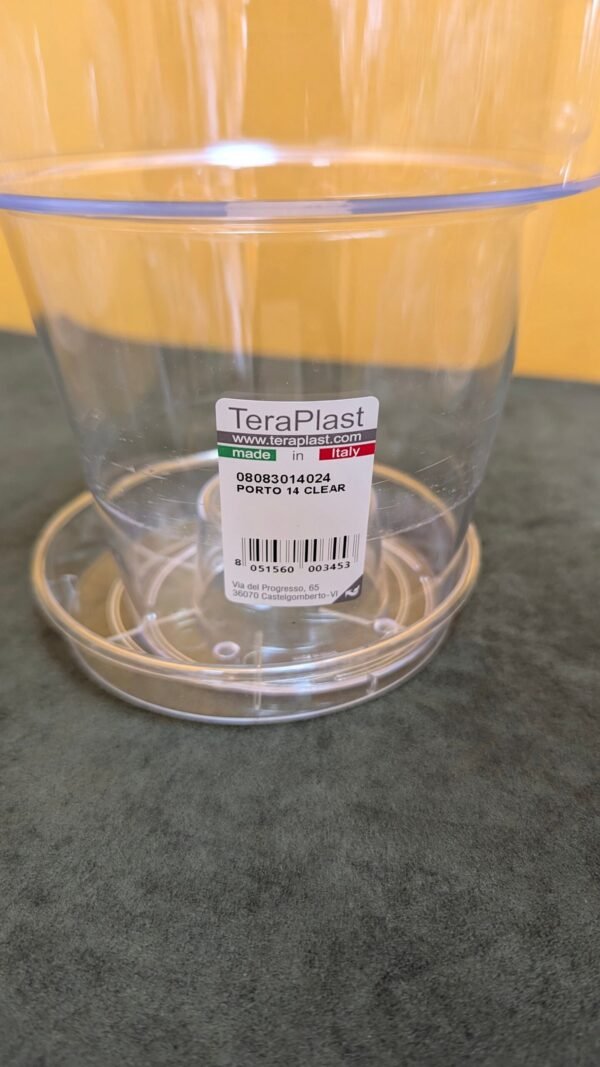 TeraPlast
www.teraplast.com
made in Italy
08083014024
PORTO 14 CLEAR
8 051560 003453
Via del Progresso, 65
36070 Castelgomberto-VI